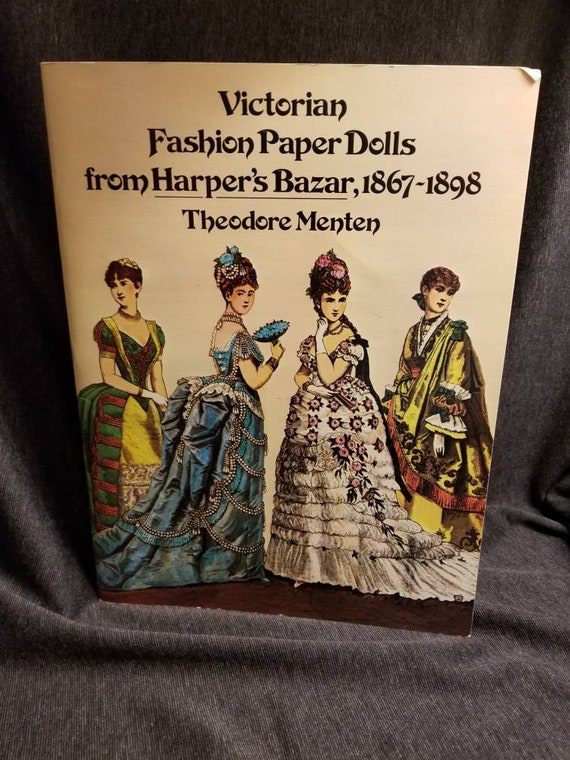 Victorian
Fashion Paper Dolls
from Harper's Bazar, 1867-1898
Theodore Menten